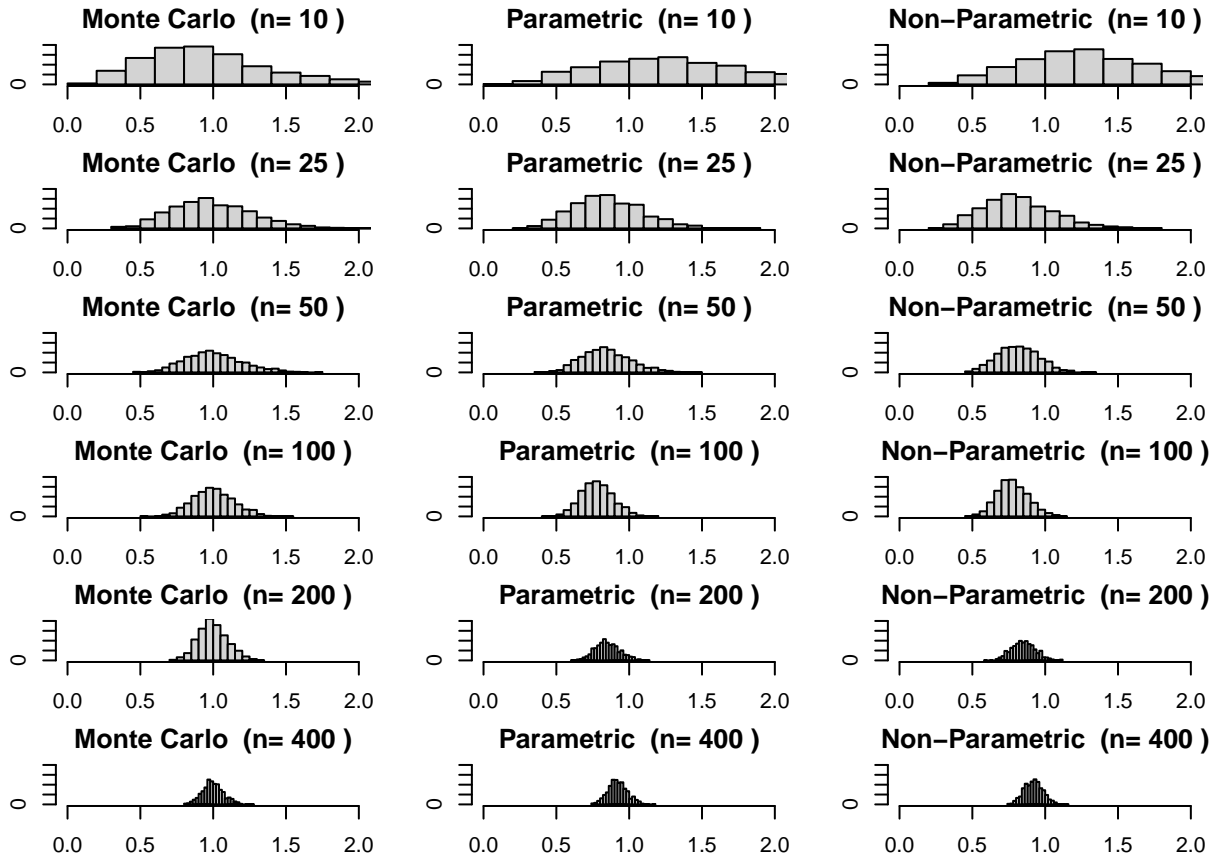 Monte Carlo (n= 10 )
0
0.0 0.5 1.0 1.5 2.0
Parametric (n= 10 )
0
0.0 0.5 1.0 1.5 2.0
Non−Parametric (n= 10 )
0
0.0 0.5 1.0 1.5 2.0
Monte Carlo (n= 25 )
0
0.0 0.5 1.0 1.5 2.0
Parametric (n= 25 )
0
0.0 0.5 1.0 1.5 2.0
Non−Parametric (n= 25 )
0
0.0 0.5 1.0 1.5 2.0
Monte Carlo (n= 50 )
0
0.0 0.5 1.0 1.5 2.0
Parametric (n= 50 )
0
0.0 0.5 1.0 1.5 2.0
Non−Parametric (n= 50 )
0
0.0 0.5 1.0 1.5 2.0
Monte Carlo (n= 100 )
0
0.0 0.5 1.0 1.5 2.0
Parametric (n= 100 )
0
0.0 0.5 1.0 1.5 2.0
Non−Parametric (n= 100 )
0
0.0 0.5 1.0 1.5 2.0
Monte Carlo (n= 200 )
0
0.0 0.5 1.0 1.5 2.0
Parametric (n= 200 )
0
0.0 0.5 1.0 1.5 2.0
Non−Parametric (n= 200 )
0
0.0 0.5 1.0 1.5 2.0
Monte Carlo (n= 400 )
0
0.0 0.5 1.0 1.5 2.0
Parametric (n= 400 )
0
0.0 0.5 1.0 1.5 2.0
Non−Parametric (n= 400 )
0
0.0 0.5 1.0 1.5 2.0